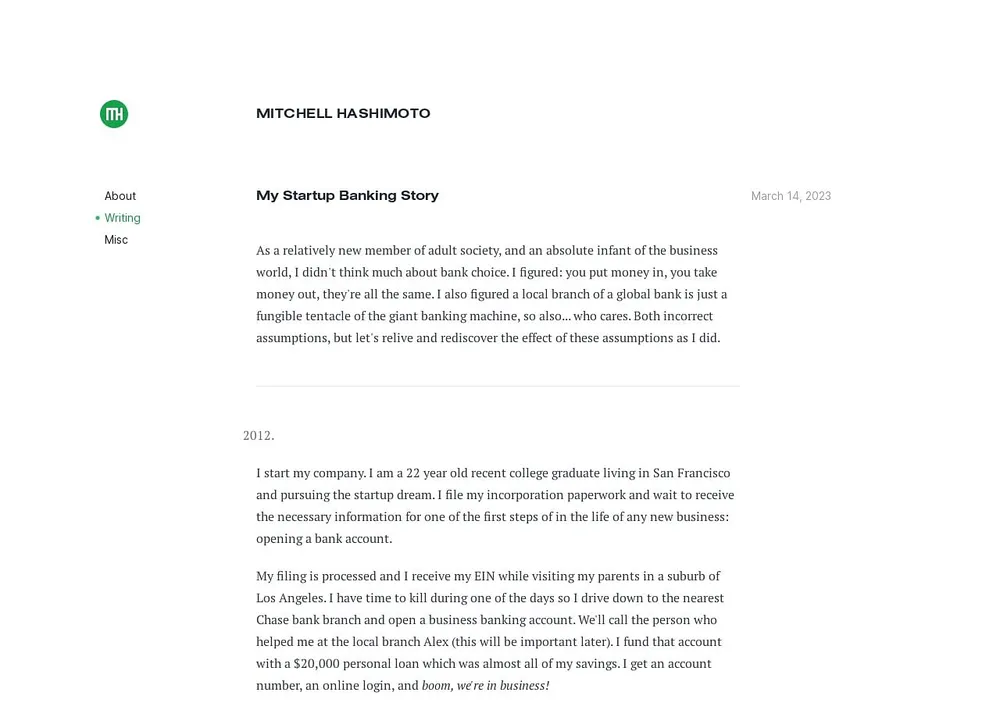 MH
MITCHELL HASHIMOTO
About
Writing
Misc
My Startup Banking Story
March 14, 2023
As a relatively new member of adult society, and an absolute infant of the business
world, I didn't think much about bank choice. I figured: you put money in, you take
money out, they're all the same. I also figured a local branch of a global bank is just a
fungible tentacle of the giant banking machine, so also... who cares. Both incorrect
assumptions, but let's relive and rediscover the effect of these assumptions as I did.
2012.
I start my company. I am a 22 year old recent college graduate living in San Francisco
and pursuing the startup dream. I file my incorporation paperwork and wait to receive
the necessary information for one of the first steps of in the life of any new business:
opening a bank account.
My filing is processed and I receive my EIN while visiting my parents in a suburb of
Los Angeles. I have time to kill during one of the days so I drive down to the nearest
Chase bank branch and open a business banking account. We'll call the person who
helped me at the local branch Alex (this will be important later). I fund that account
with a $20,000 personal loan which was almost all of my savings. I get an account
number, an online login, and boom, we're in business!